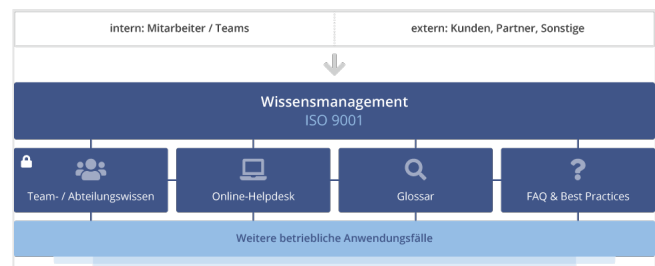 intern: Mitarbeiter / Teams
extern: Kunden, Partner, Sonstige
Wissensmanagement
ISO 9001
Team- / Abteilungswissen
Online-Helpdesk
Glossar
FAQ & Best Practices
Weitere betriebliche Anwendungsfälle